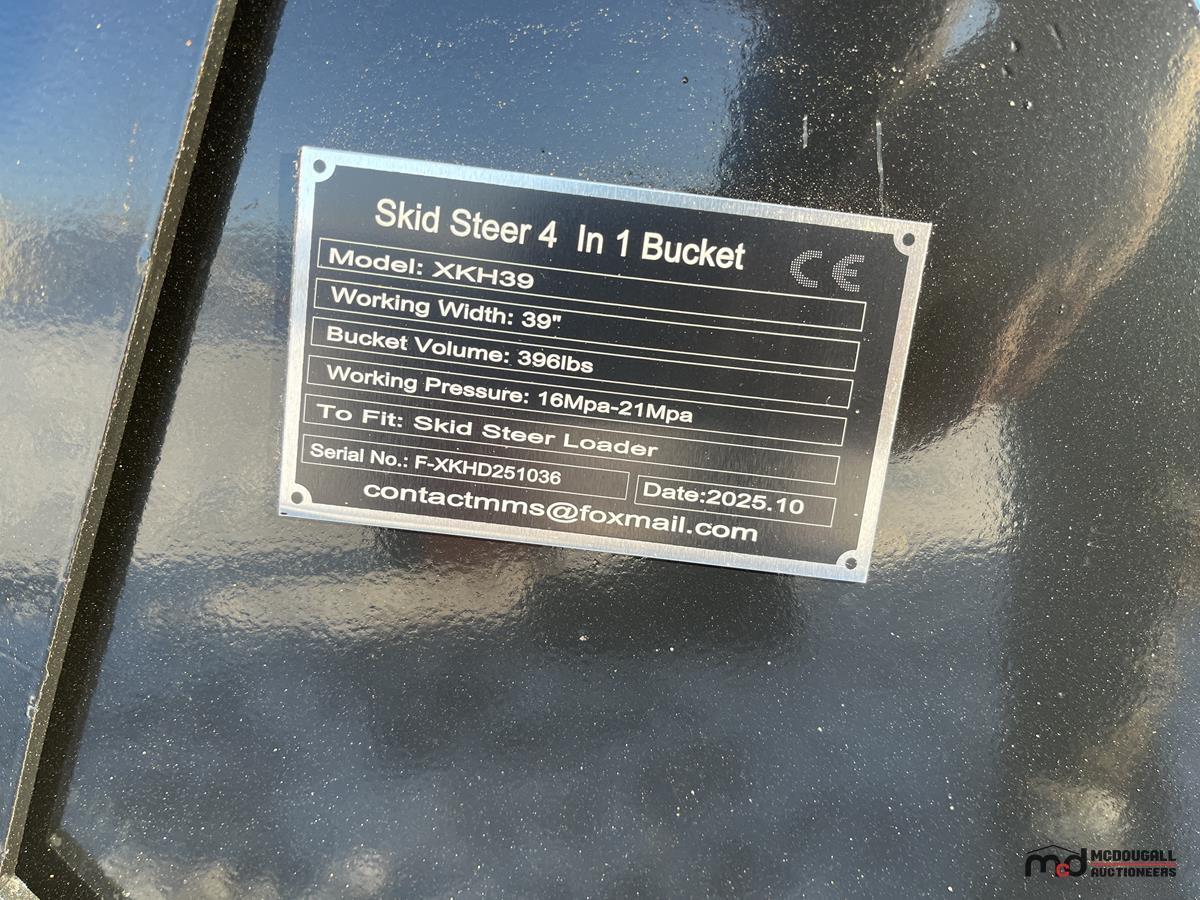 Skid Steer 4 In 1 Bucket
CE
Model: XKH39
Working Width: 39"
Bucket Volume: 396lbs
Working Pressure: 16Mpa-21Mpa
To Fit: Skid Steer Loader
Serial No.: F-XKHD251036
Date:2025.10
contactmms@foxmail.com
mcd
MCDOUGALL
AUCTIONEERS